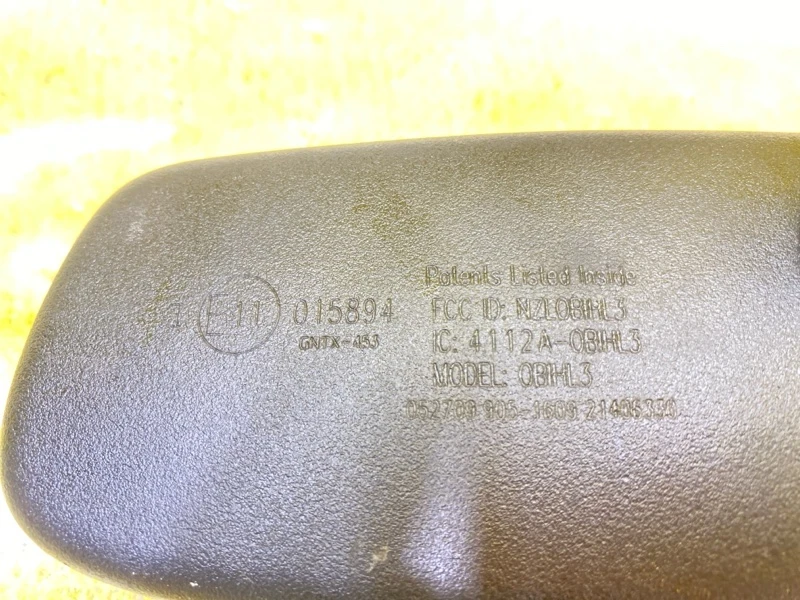 Patents Listed Inside
E11 015894 FCC ID: NZLOBIHL3
GNTX-453 IC: 4112A-OBIHL3
MODEL: OBIHL3